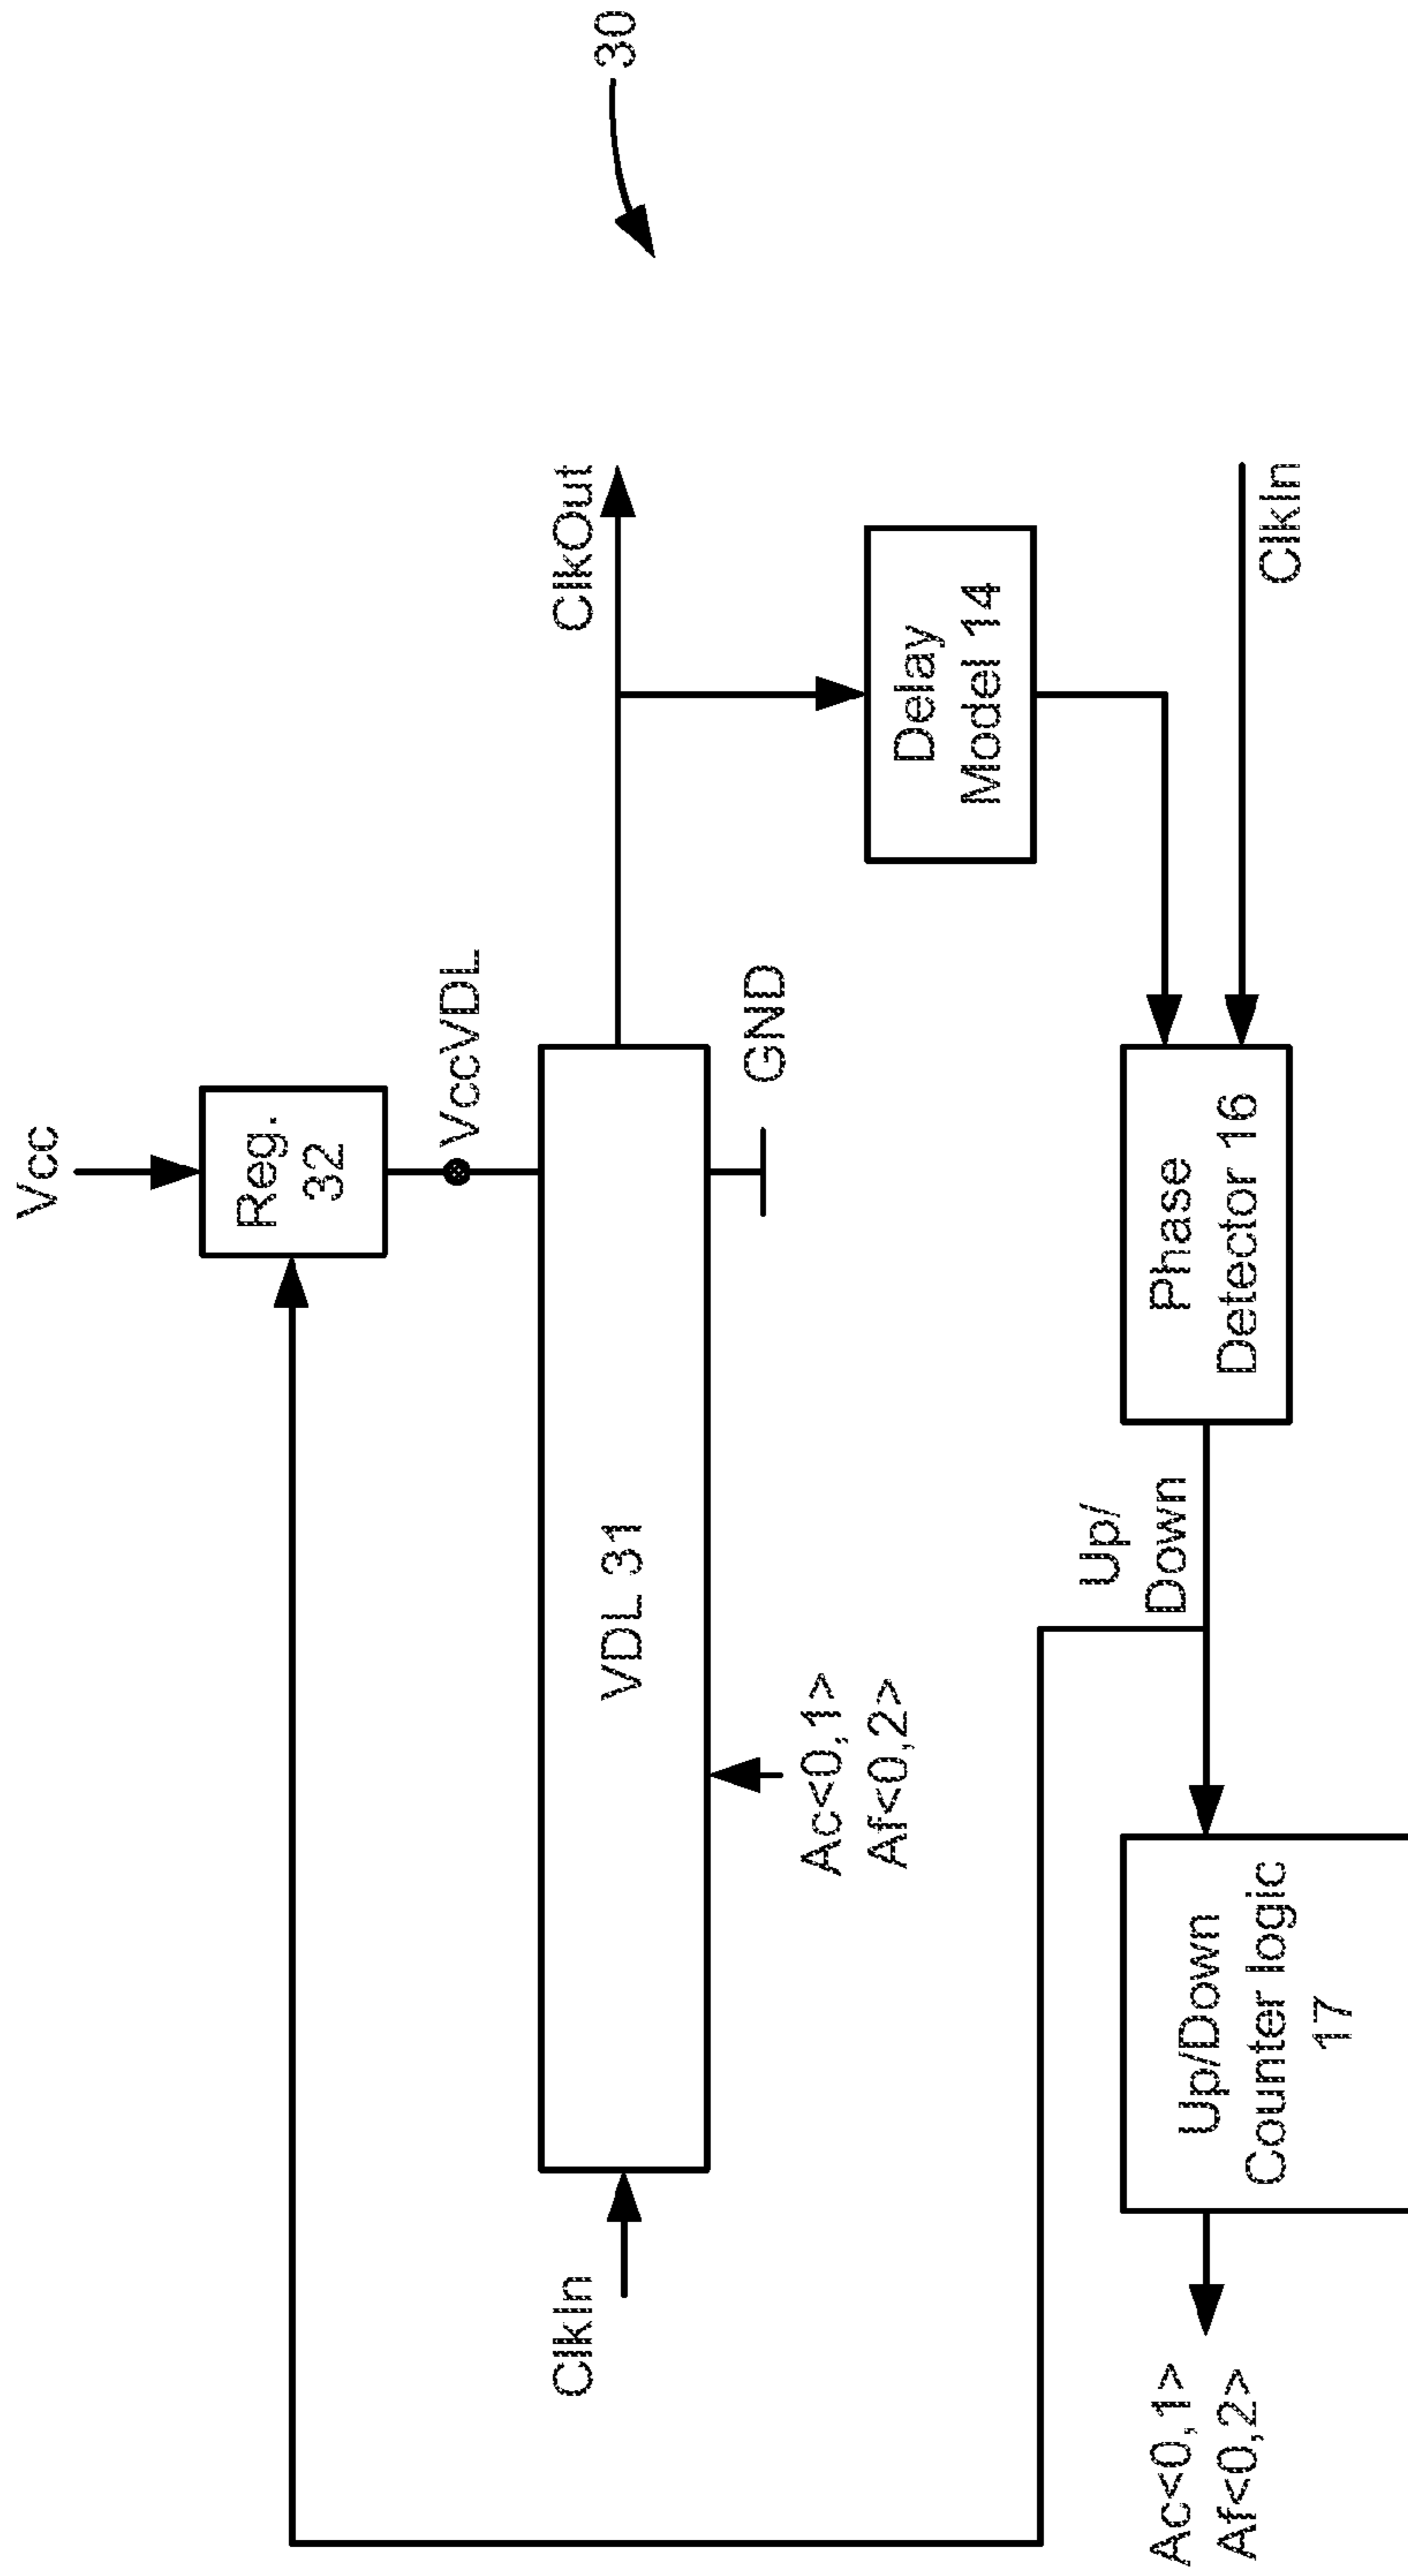 Vcc
Reg.
32
VccVDL
30
ClkIn
VDL 31
ClkOut
GND
Ac<0,1>
Af<0,2>
Delay
Model 14
Up/
Down
ClkIn
Ac<0,1>
Af<0,2>
Up/Down
Counter logic
17
Phase
Detector 16